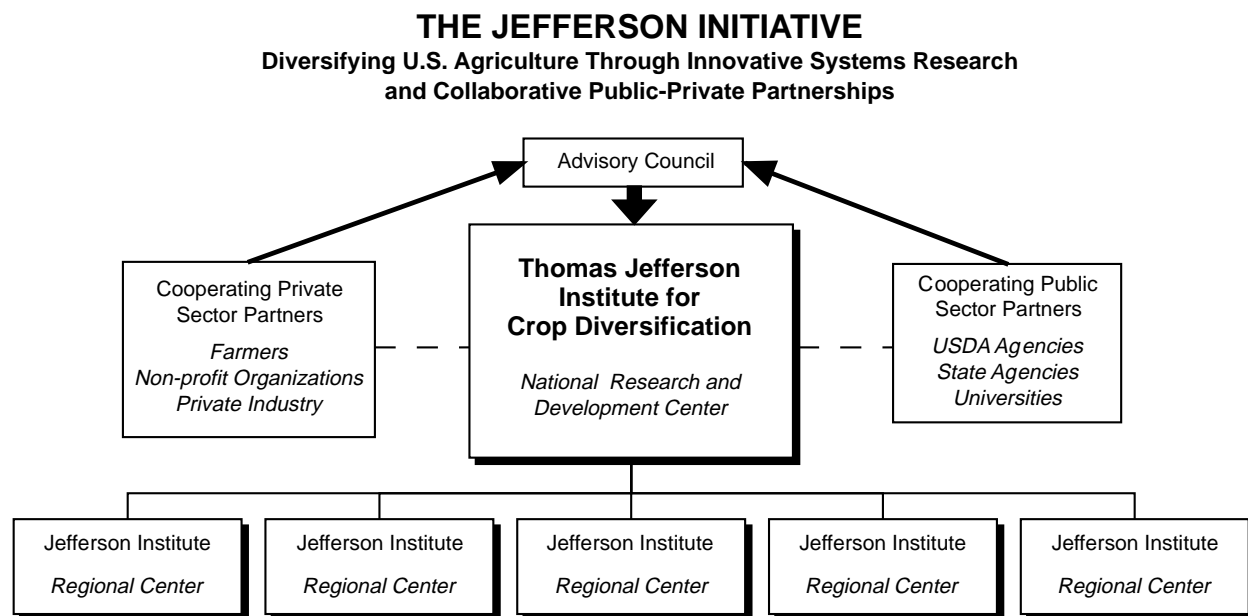 THE JEFFERSON INITIATIVE
Diversifying U.S. Agriculture Through Innovative Systems Research
and Collaborative Public-Private Partnerships
Advisory Council
Cooperating Private
Sector Partners
Farmers
Non-profit Organizations
Private Industry
Thomas Jefferson
Institute for
Crop Diversification
National Research and
Development Center
Cooperating Public
Sector Partners
USDA Agencies
State Agencies
Universities
Jefferson Institute
Regional Center
Jefferson Institute
Regional Center
Jefferson Institute
Regional Center
Jefferson Institute
Regional Center
Jefferson Institute
Regional Center